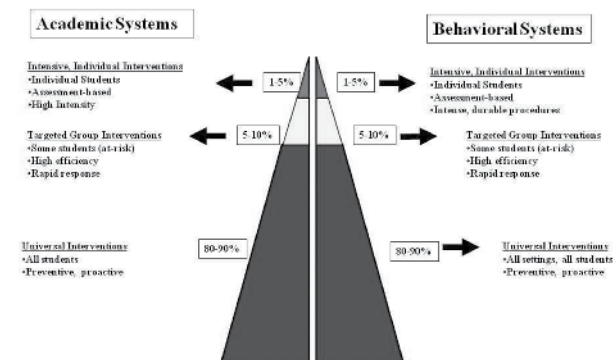 Academic Systems
Intensive, Individual Interventions
•Individual Students
•Assessment-based
•High Intensity
1-5%
Targeted Group Interventions
•Some students (at-risk)
•High efficiency
•Rapid response
5-10%
Universal Interventions
•All students
•Preventive, proactive
80-90%
Behavioral Systems
1-5%
Intensive, Individual Interventions
•Individual Students
•Assessment-based
•Intense, durable procedures
5-10%
Targeted Group Interventions
•Some students (at-risk)
•High efficiency
•Rapid response
80-90%
Universal Interventions
•All settings, all students
•Preventive, proactive